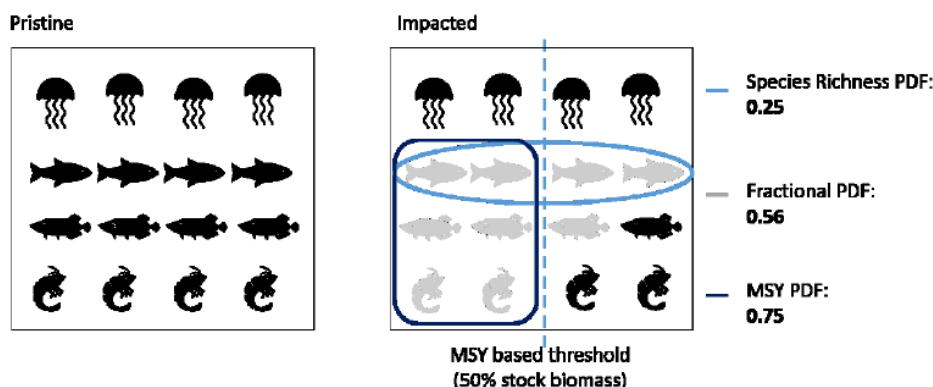 Pristine
Impacted
Species Richness PDF:
0.25
Fractional PDF:
0.56
MSY PDF:
0.75
MSY based threshold
(50% stock biomass)